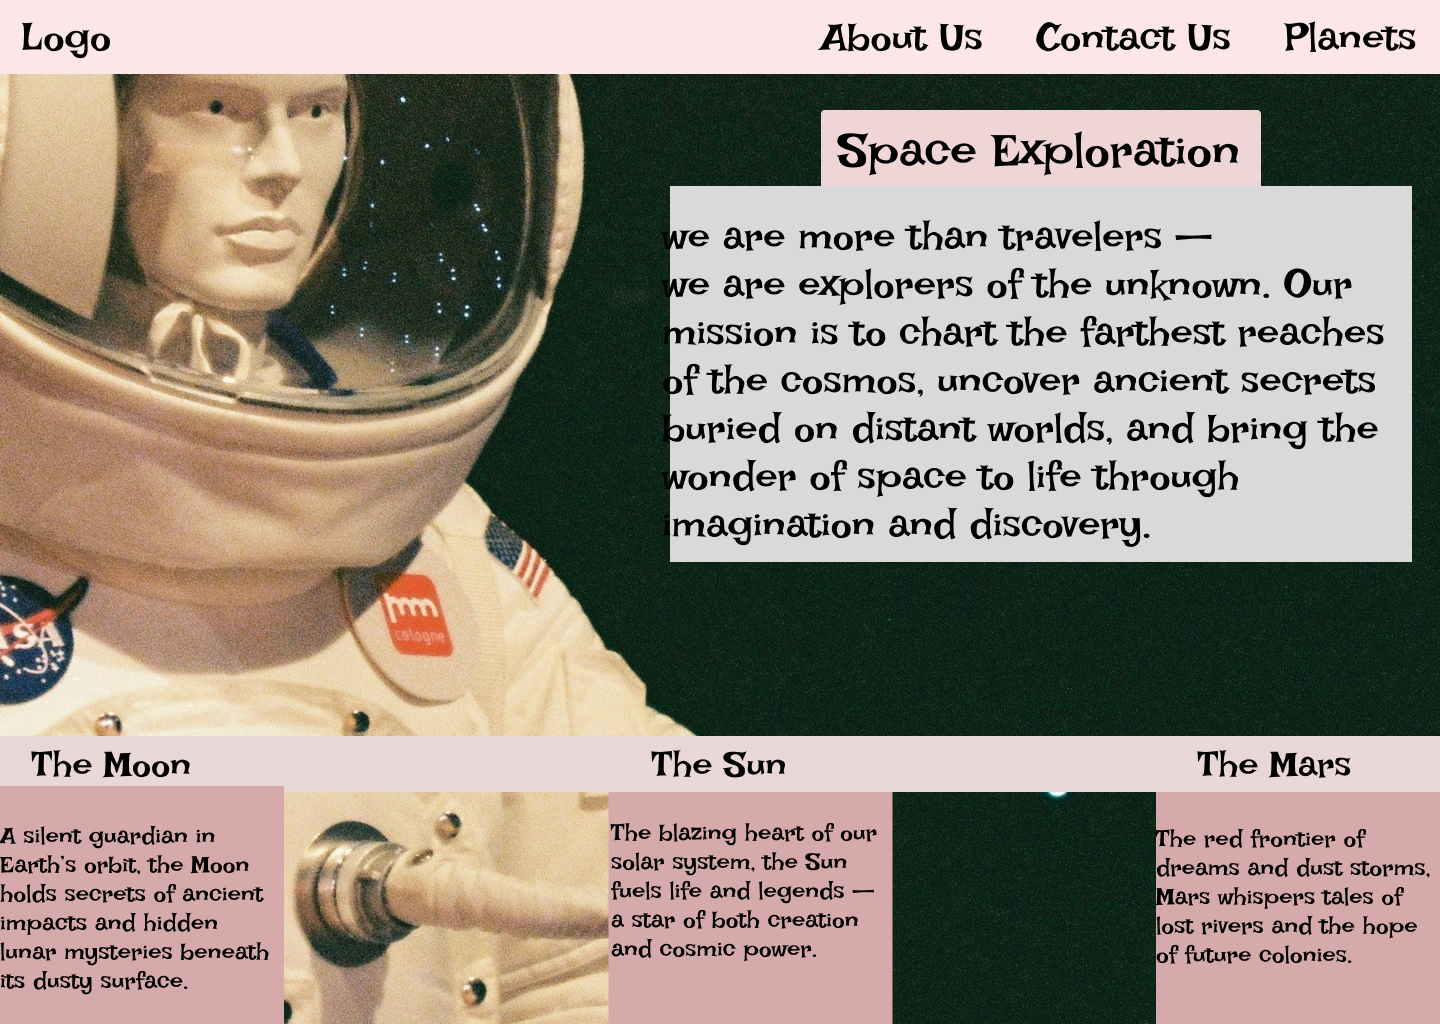 Logo
About Us Contact Us Planets
Space Exploration
we are more than travelers —
we are explorers of the unknown. Our
mission is to chart the farthest reaches
of the cosmos, uncover ancient secrets
buried on distant worlds, and bring the
wonder of space to life through
imagination and discovery.
mm
cologne
The Moon
A silent guardian in
Earth's orbit, the Moon
holds secrets of ancient
impacts and hidden
lunar mysteries beneath
its dusty surface.
The Sun
The blazing heart of our
solar system, the Sun
fuels life and legends —
a star of both creation
and cosmic power.
The Mars
The red frontier of
dreams and dust storms,
Mars whispers tales of
lost rivers and the hope
of future colonies.